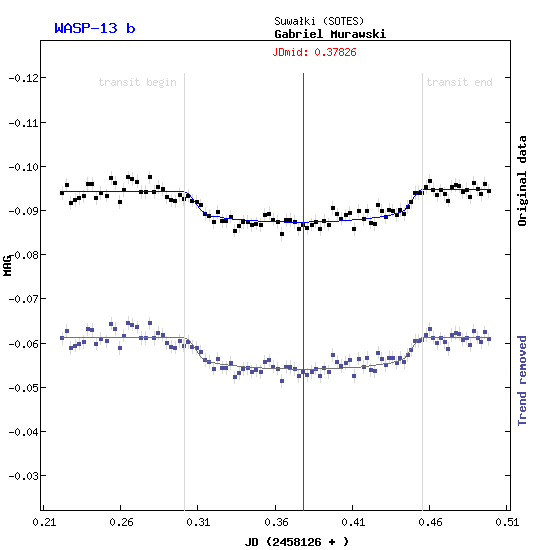 WASP-13 b
Suwałki (SOTES)
Gabriel Murawski
JDmid: 0.37826
transit begin
transit end
-0.12
-0.11
-0.10
-0.09
-0.08
-0.07
-0.06
-0.05
-0.04
-0.03
MAG
Original data
Trend removed
0.21 0.26 0.31 0.36 0.41 0.46 0.51
JD (2458126 + )